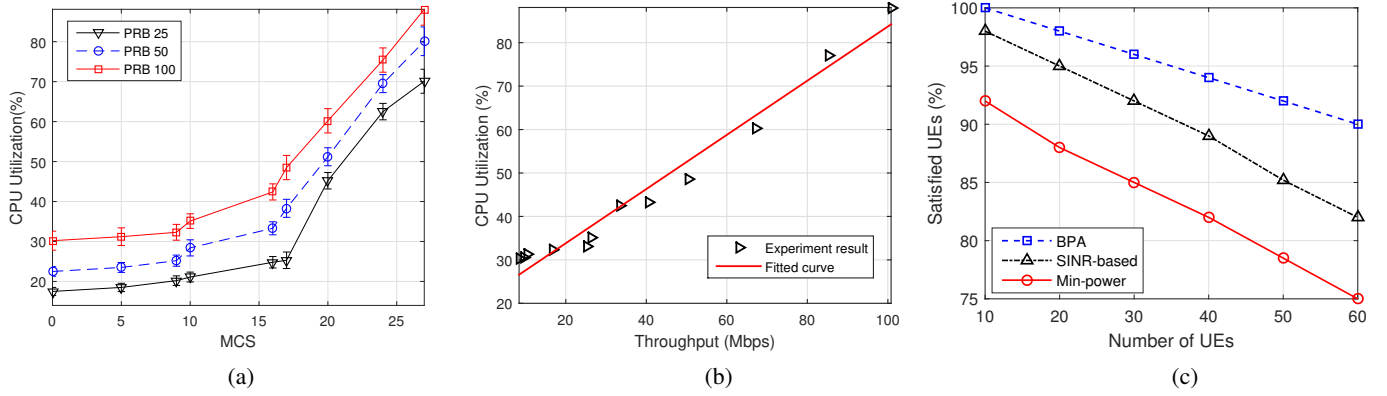 PRB 25
PRB 50
PRB 100
CPU Utilization(%)
80
70
60
50
40
30
20
0
5
10
15
20
25
MCS
(a)
CPU Utilization (%)
80
70
60
50
40
30
20
Experiment result
Fitted curve
20
40
60
80
100
Throughput (Mbps)
(b)
Satisfied UEs (%)
100
95
90
85
80
75
BPA
SINR-based
Min-power
10
20
30
40
50
60
Number of UEs
(c)